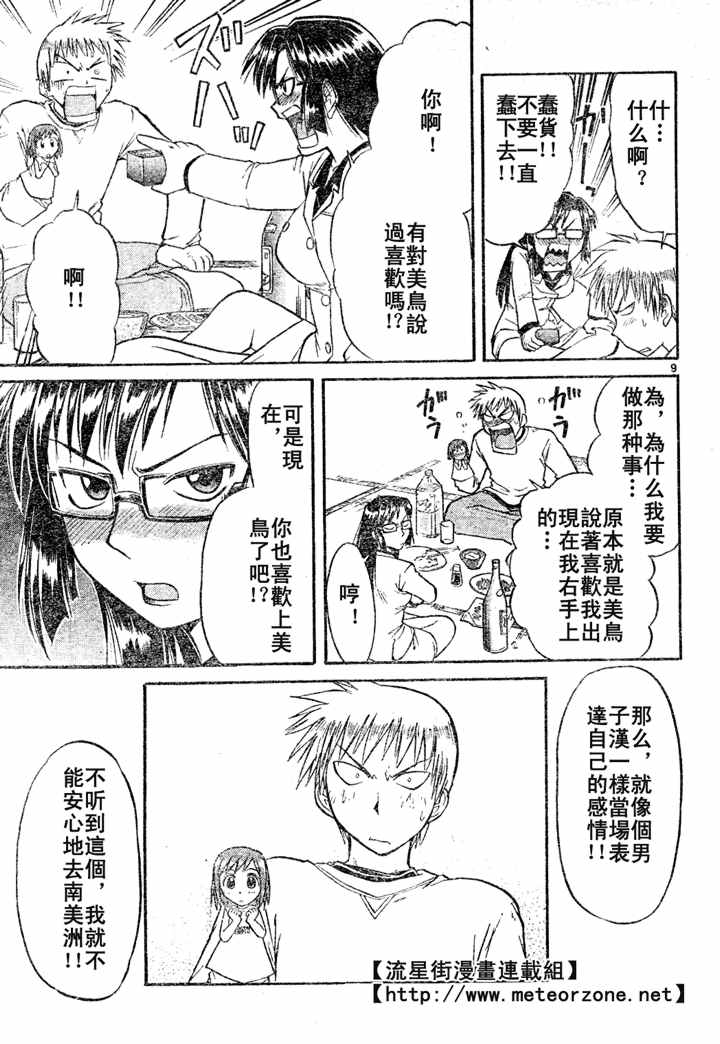 什…
什么啊？
蠢貨!!
不要一直
蠢下去!!
你啊！
有對美鳥說
過喜歡嗎!?
啊!!
9
為，為什么我要
做那种事…
原本就是美鳥
說著喜歡我出
現在我右手上
的…
哼！
可是現
在，
你也喜歡上美
鳥了吧!?
那么，就像個男
子漢一樣當場表
達自己的感情!!
不听到這個，我就不
能安心地去南美洲!!
【流星街漫畫連載組】
【http://www.meteorzone.net】